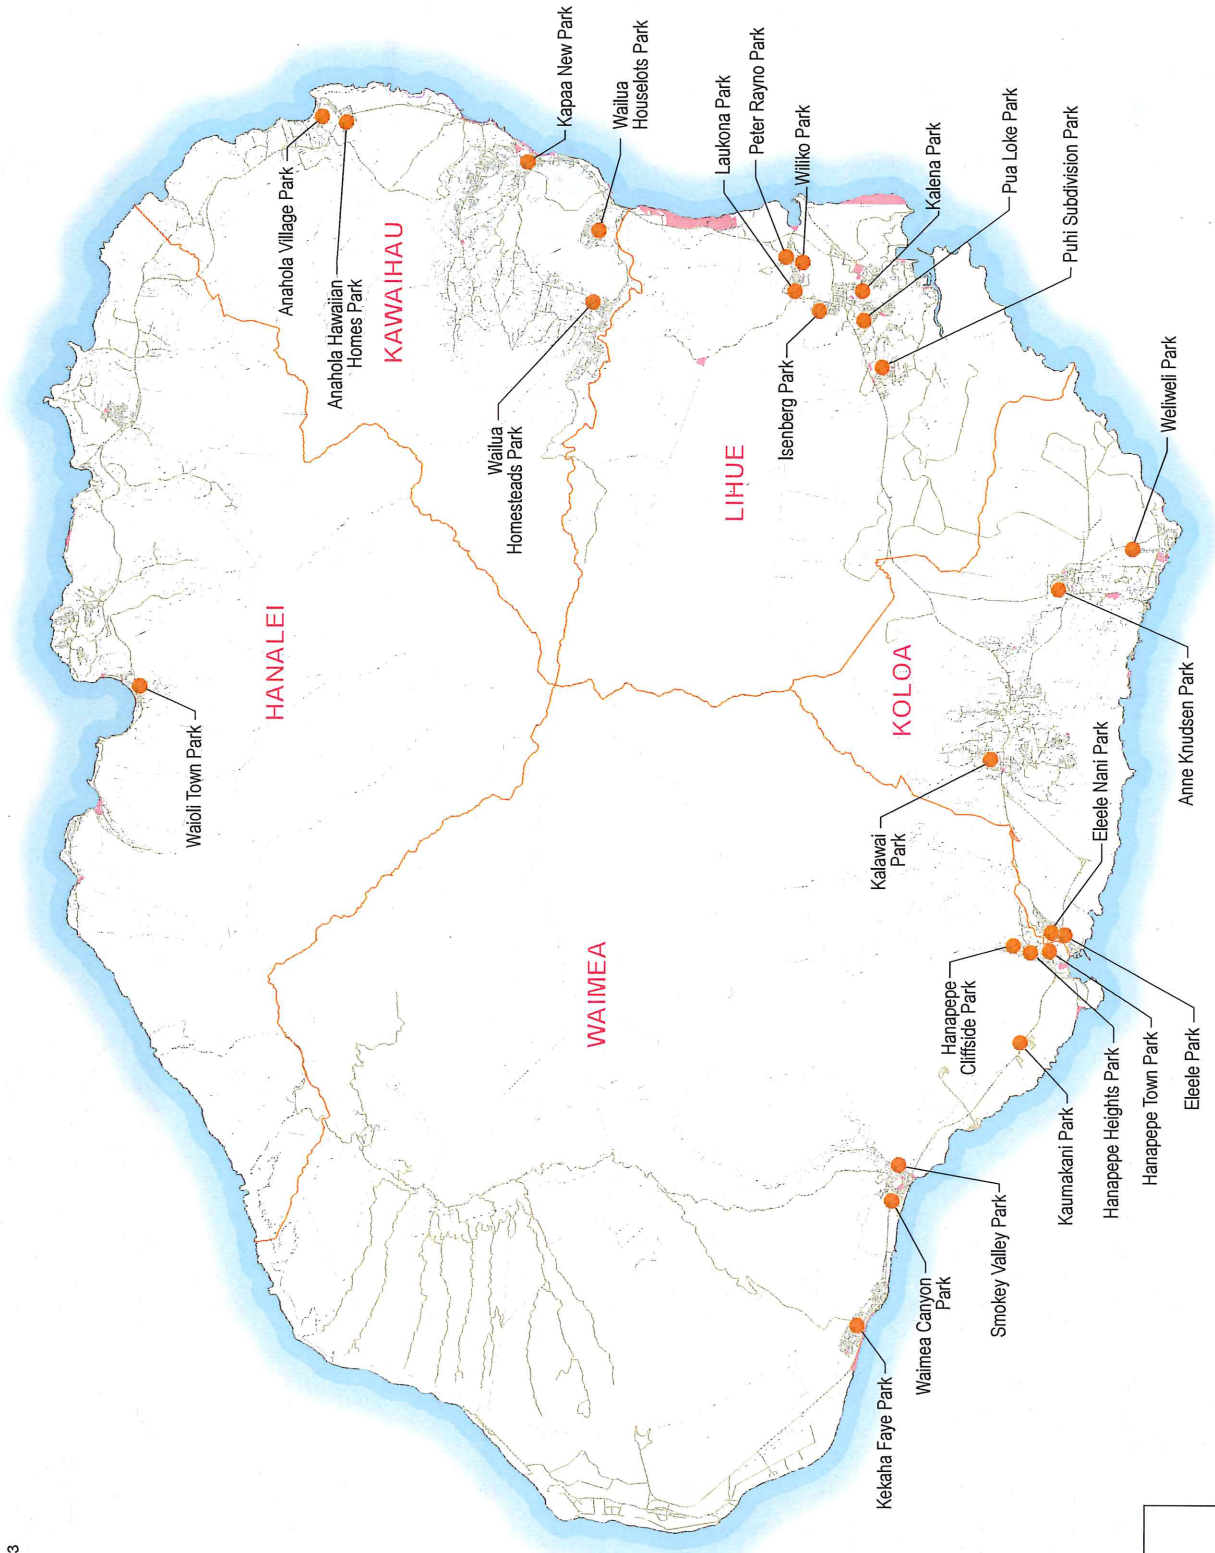 3
HANALEI
Waioli Town Park
Anahola Village Park
Anahola Hawaiian
Homes Park
KAWAIHAU
Kapaa New Park
Wailua
Houselots Park
Wailua
Homesteads Park
LIHUE
Laukona Park
Peter Rayno Park
Wiliko Park
Isenberg Park
Kalena Park
Pua Loke Park
Puhi Subdivision Park
KOLOA
Weliweli Park
Anne Knudsen Park
Kalawai
Park
Eleele Nani Park
WAIMEA
Hanapepe
Cliffside Park
Eleele Park
Hanapepe Town Park
Hanapepe Heights Park
Kaumakani Park
Smokey Valley Park
Waimea Canyon
Park
Kekaha Faye Park